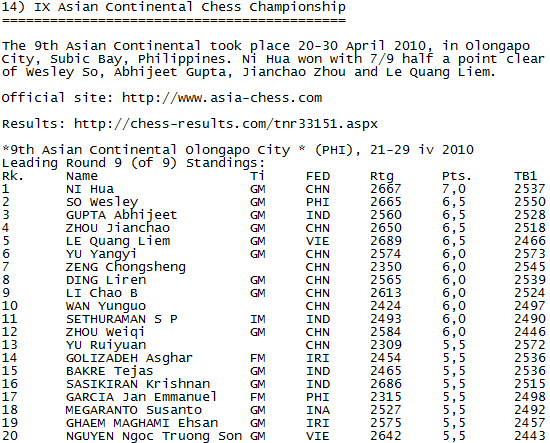 14) IX Asian Continental Chess Championship
===========================================
The 9th Asian Continental took place 20-30 April 2010, in Olongapo
City, Subic Bay, Philippines. Ni Hua won with 7/9 half a point clear
of Wesley So, Abhijeet Gupta, Jianchao Zhou and Le Quang Liem.
Official site: http://www.asia-chess.com
Results: http://chess-results.com/tnr33151.aspx
*9th Asian Continental Olongapo City * (PHI), 21-29 iv 2010
Leading Round 9 (of 9) Standings:
Rk. Name Ti FED Rtg Pts. TB1
1 NI Hua GM CHN 2667 7,0 2537
2 SO Wesley GM PHI 2665 6,5 2550
3 GUPTA Abhijeet GM IND 2560 6,5 2528
4 ZHOU Jianchao GM CHN 2650 6,5 2518
5 LE Quang Liem GM VIE 2689 6,5 2466
6 YU Yangyi GM CHN 2574 6,0 2573
7 ZENG Chongsheng CHN 2350 6,0 2545
8 DING Liren GM CHN 2565 6,0 2539
9 LI Chao B GM CHN 2613 6,0 2524
10 WAN Yunguo CHN 2424 6,0 2497
11 SETHURAMAN S P IM IND 2493 6,0 2490
12 ZHOU Weiqi GM CHN 2584 6,0 2446
13 YU Ruiyuan CHN 2309 5,5 2572
14 GOLIZADEH Asghar FM IRI 2454 5,5 2536
15 BAKRE Tejas GM IND 2465 5,5 2536
16 SASIKIRAN Krishnan GM IND 2686 5,5 2515
17 GARCIA Jan Emmanuel FM PHI 2315 5,5 2498
18 MEGARANTO Susanto GM INA 2527 5,5 2492
19 GHAEM MAGHAMI Ehsan GM IRI 2575 5,5 2457
20 NGUYEN Ngoc Truong Son GM VIE 2642 5,5 2443